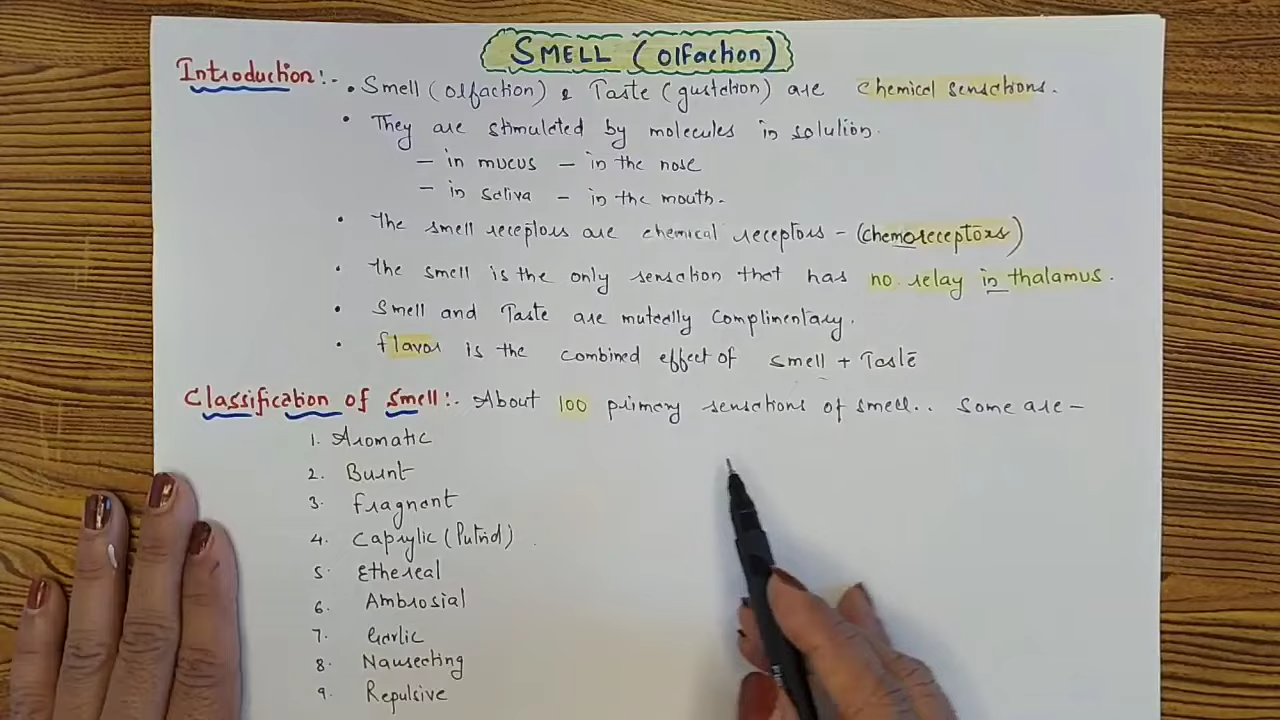 SMELL (olfaction)
Introduction:- • Smell (olfaction) & Taste (gustation) are chemical sensations.
• They are stimulated by molecules in solution.
– in mucus – in the nose
– in saliva – in the mouth.
• The smell receptors are chemical receptors – (chemoreceptors)
• The smell is the only sensation that has no relay in thalamus.
• Smell and Taste are mutually complimentary.
• flavor is the combined effect of smell + Taste
Classification of smell:- About 100 primary sensations of smell.. Some are –
1. Aromatic
2. Burnt
3. fragnant
4. Caprylic (Putrid)
5. Ethereal
6. Ambrosial
7. Garlic
8. Nauseating
9. Repulsive